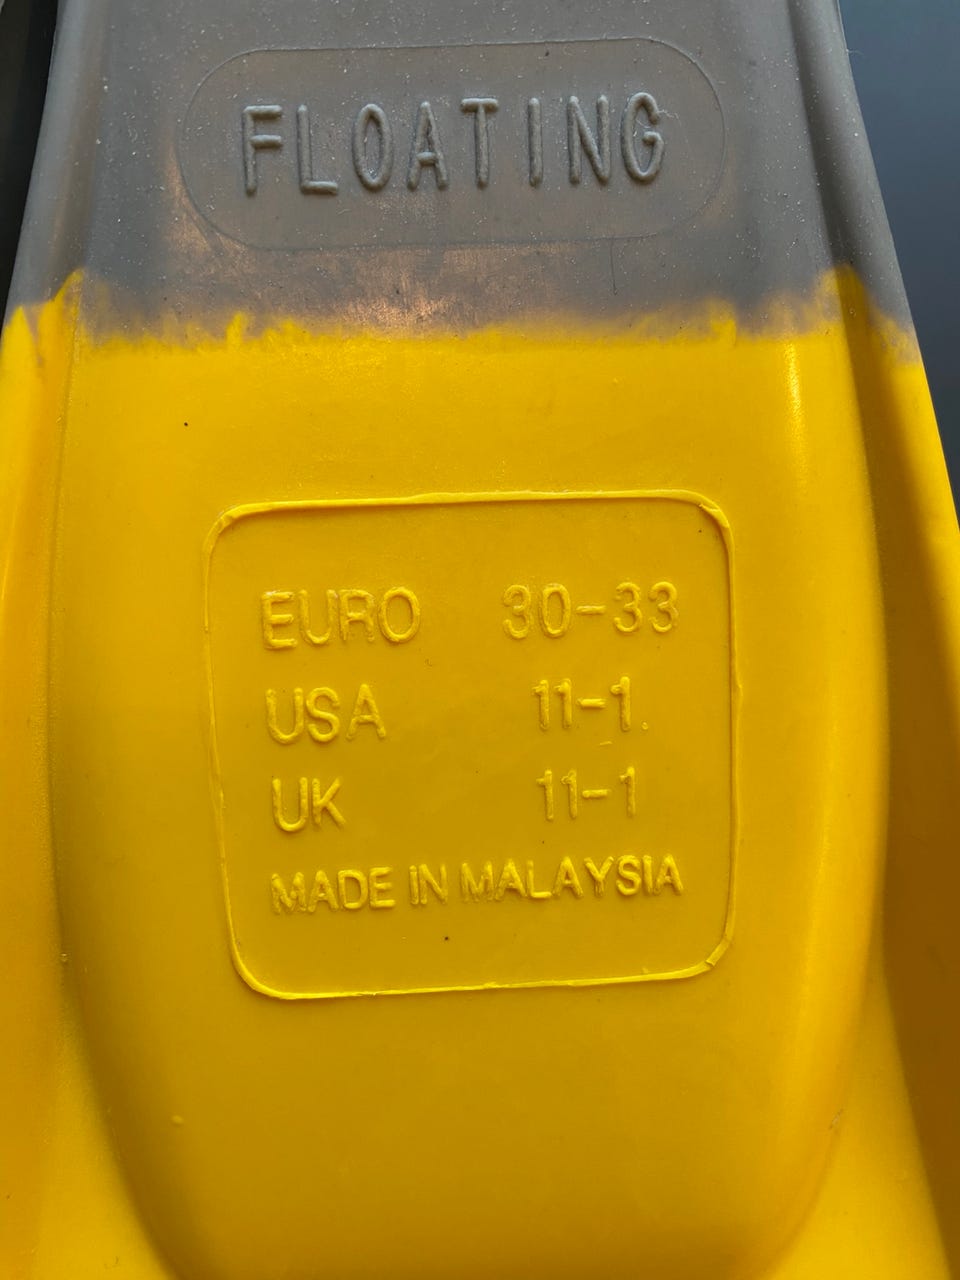 FLOATING
EURO 30-33
USA 11-1.
UK 11-1
MADE IN MALAYSIA